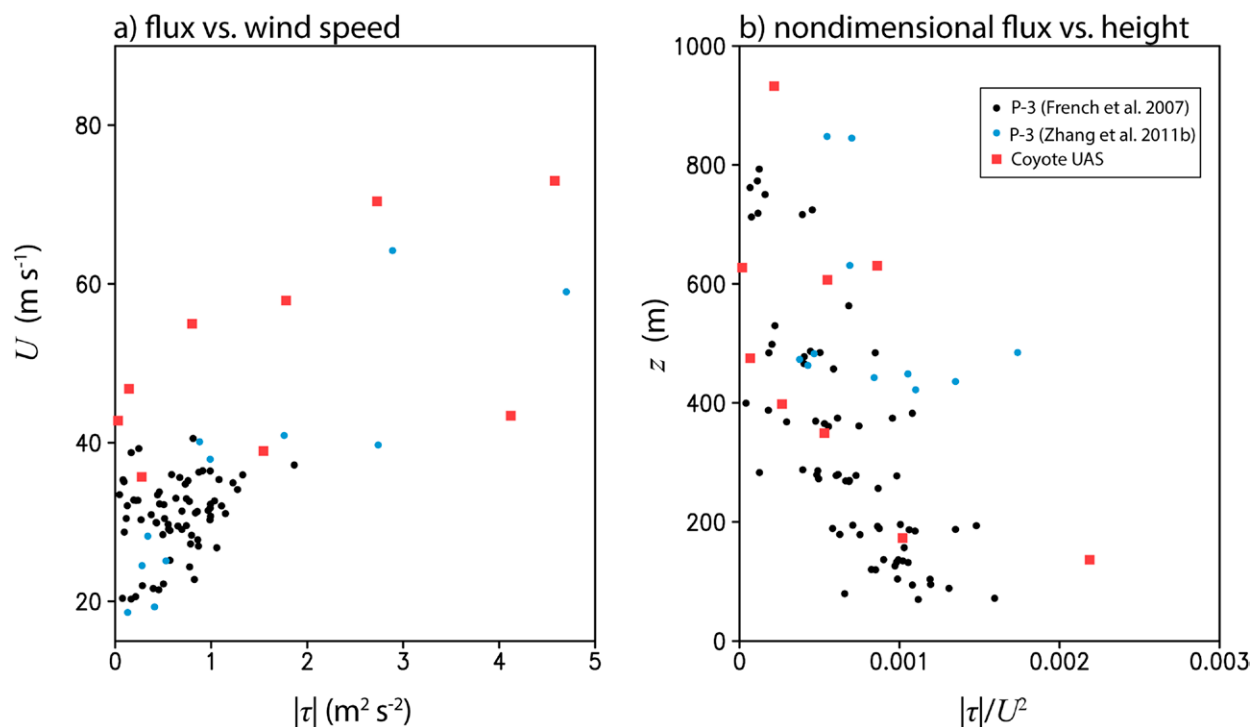 a) flux vs. wind speed
80
60
40
20
U (m s⁻¹)
0 1 2 3 4 5
|τ| (m² s⁻²)
b) nondimensional flux vs. height
1000
800
600
400
200
0
z (m)
P-3 (French et al. 2007)
P-3 (Zhang et al. 2011b)
Coyote UAS
0 0.001 0.002 0.003
|τ|/U²